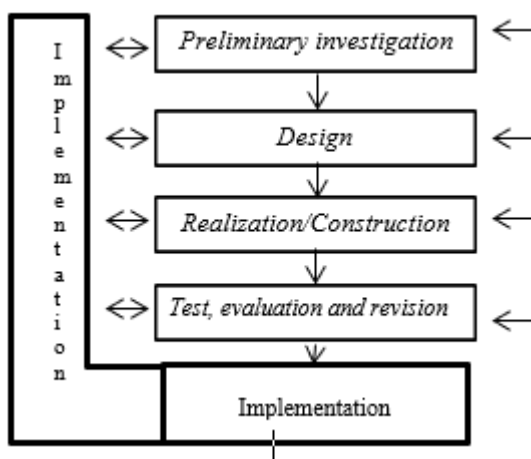 Implementation
Preliminary investigation
Design
Realization/Construction
Test, evaluation and revision
Implementation